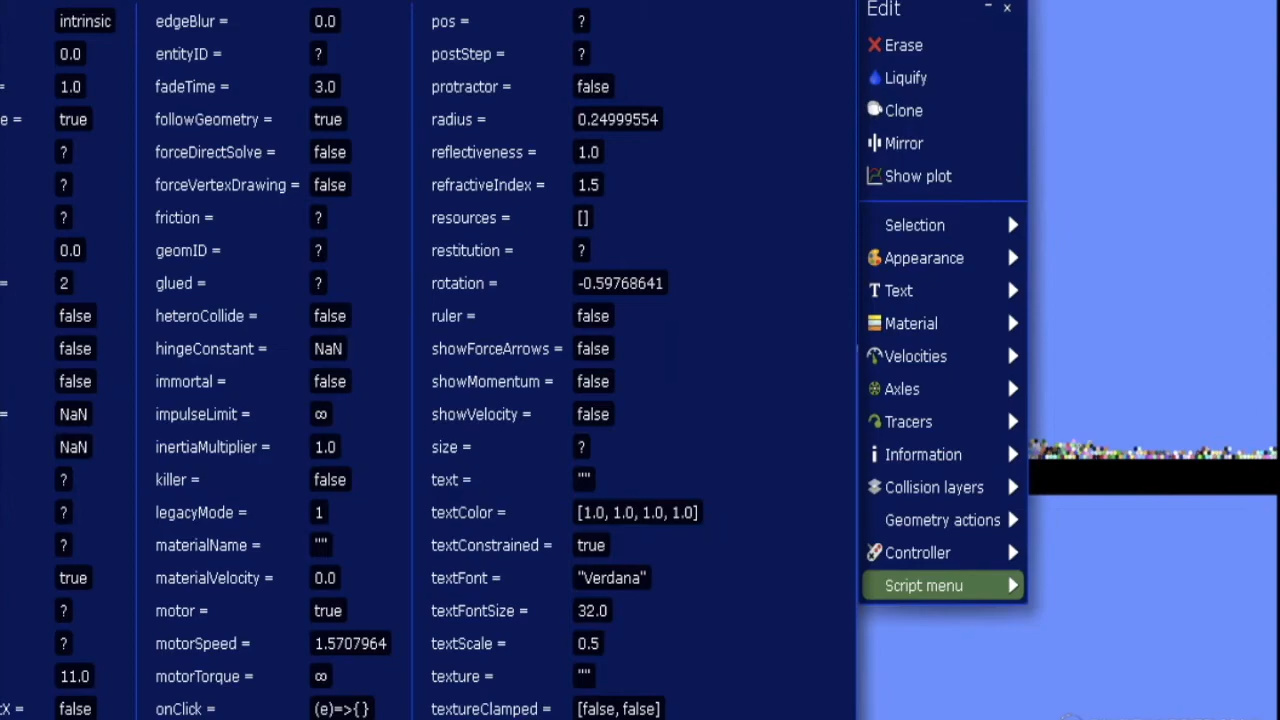 intrinsic
0.0
= 1.0
e = true
?
?
?
0.0
= 2
false
false
false
= NaN
NaN
?
?
?
true
?
?
11.0
tX = false
edgeBlur = 0.0
entityID = ?
fadeTime = 3.0
followGeometry = true
forceDirectSolve = false
forceVertexDrawing = false
friction = ?
geomID = ?
glued = ?
heteroCollide = false
hingeConstant = NaN
immortal = false
impulseLimit = ∞
inertiaMultiplier = 1.0
killer = false
legacyMode = 1
materialName = ""
materialVelocity = 0.0
motor = true
motorSpeed = 1.5707964
motorTorque = ∞
onClick = (e)=>{}
pos = ?
postStep = ?
protractor = false
radius = 0.24999554
reflectiveness = 1.0
refractiveIndex = 1.5
resources = []
restitution = ?
rotation = -0.59768641
ruler = false
showForceArrows = false
showMomentum = false
showVelocity = false
size = ?
text = ""
textColor = [1.0, 1.0, 1.0, 1.0]
textConstrained = true
textFont = "Verdana"
textFontSize = 32.0
textScale = 0.5
texture = ""
textureClamped = [false, false]
Edit
Erase
Liquify
Clone
Mirror
Show plot
Selection
Appearance
Text
Material
Velocities
Axles
Tracers
Information
Collision layers
Geometry actions
Controller
Script menu